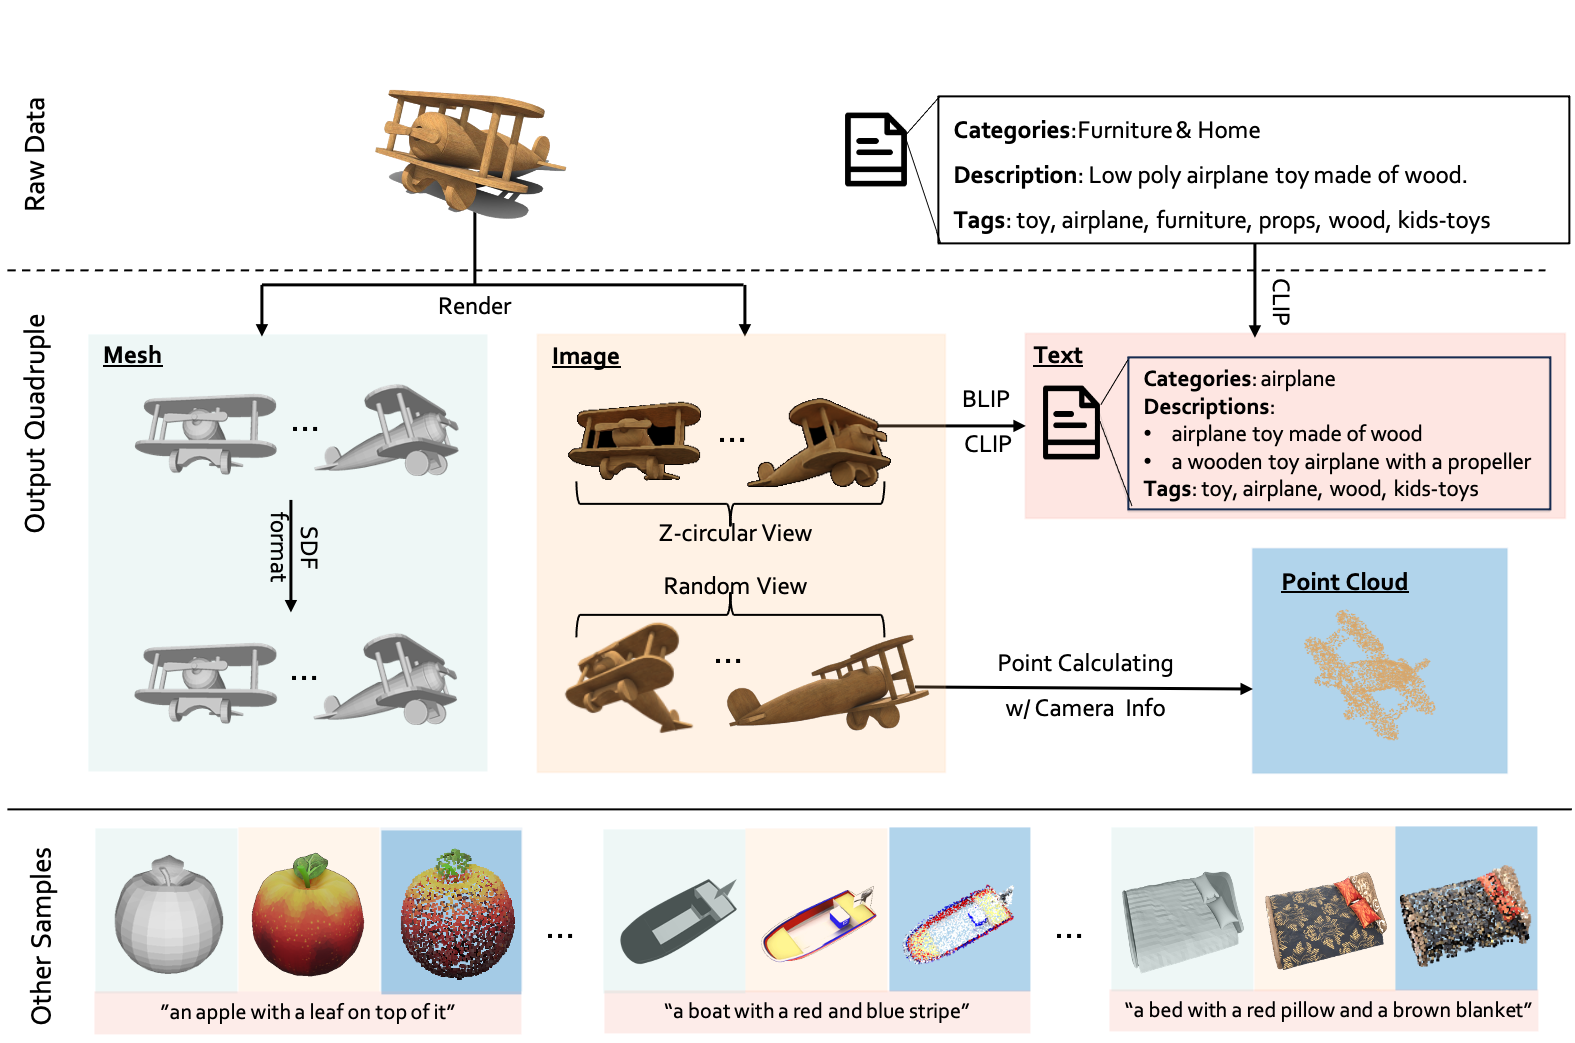 Raw Data
Categories:Furniture & Home
Description: Low poly airplane toy made of wood.
Tags: toy, airplane, furniture, props, wood, kids-toys
Output Quadruple
Render
CLIP
Mesh
SDF
format
Image
Z-circular View
Random View
BLIP
CLIP
Text
Categories: airplane
Descriptions:
• airplane toy made of wood
• a wooden toy airplane with a propeller
Tags: toy, airplane, wood, kids-toys
Point Calculating
w/ Camera Info
Point Cloud
Other Samples
...
...
...
...
...
...
"an apple with a leaf on top of it"
"a boat with a red and blue stripe"
"a bed with a red pillow and a brown blanket"